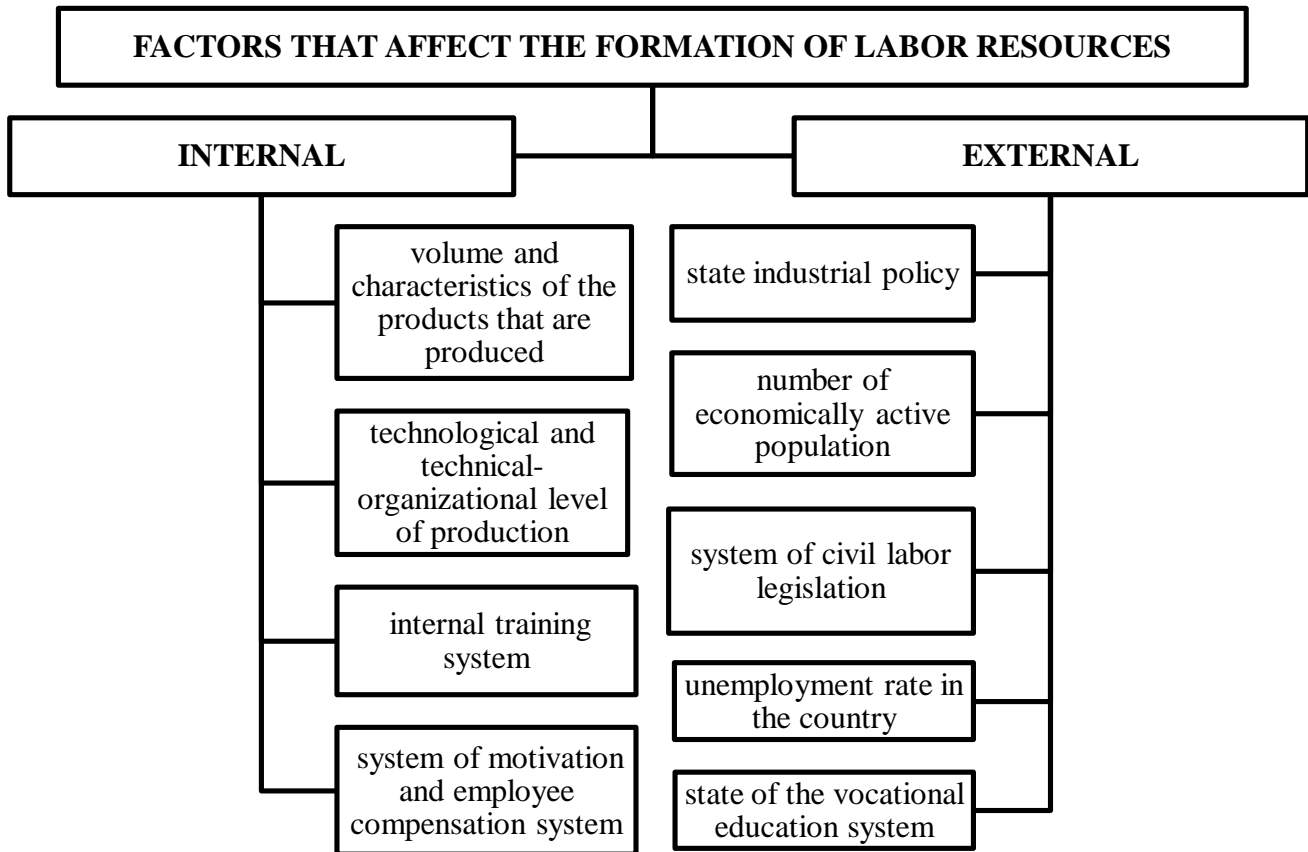 FACTORS THAT AFFECT THE FORMATION OF LABOR RESOURCES
INTERNAL
volume and
characteristics of the
products that are
produced
technological and
technical-
organizational level
of production
internal training
system
system of motivation
and employee
compensation system
EXTERNAL
state industrial policy
number of
economically active
population
system of civil labor
legislation
unemployment rate in
the country
state of the vocational
education system